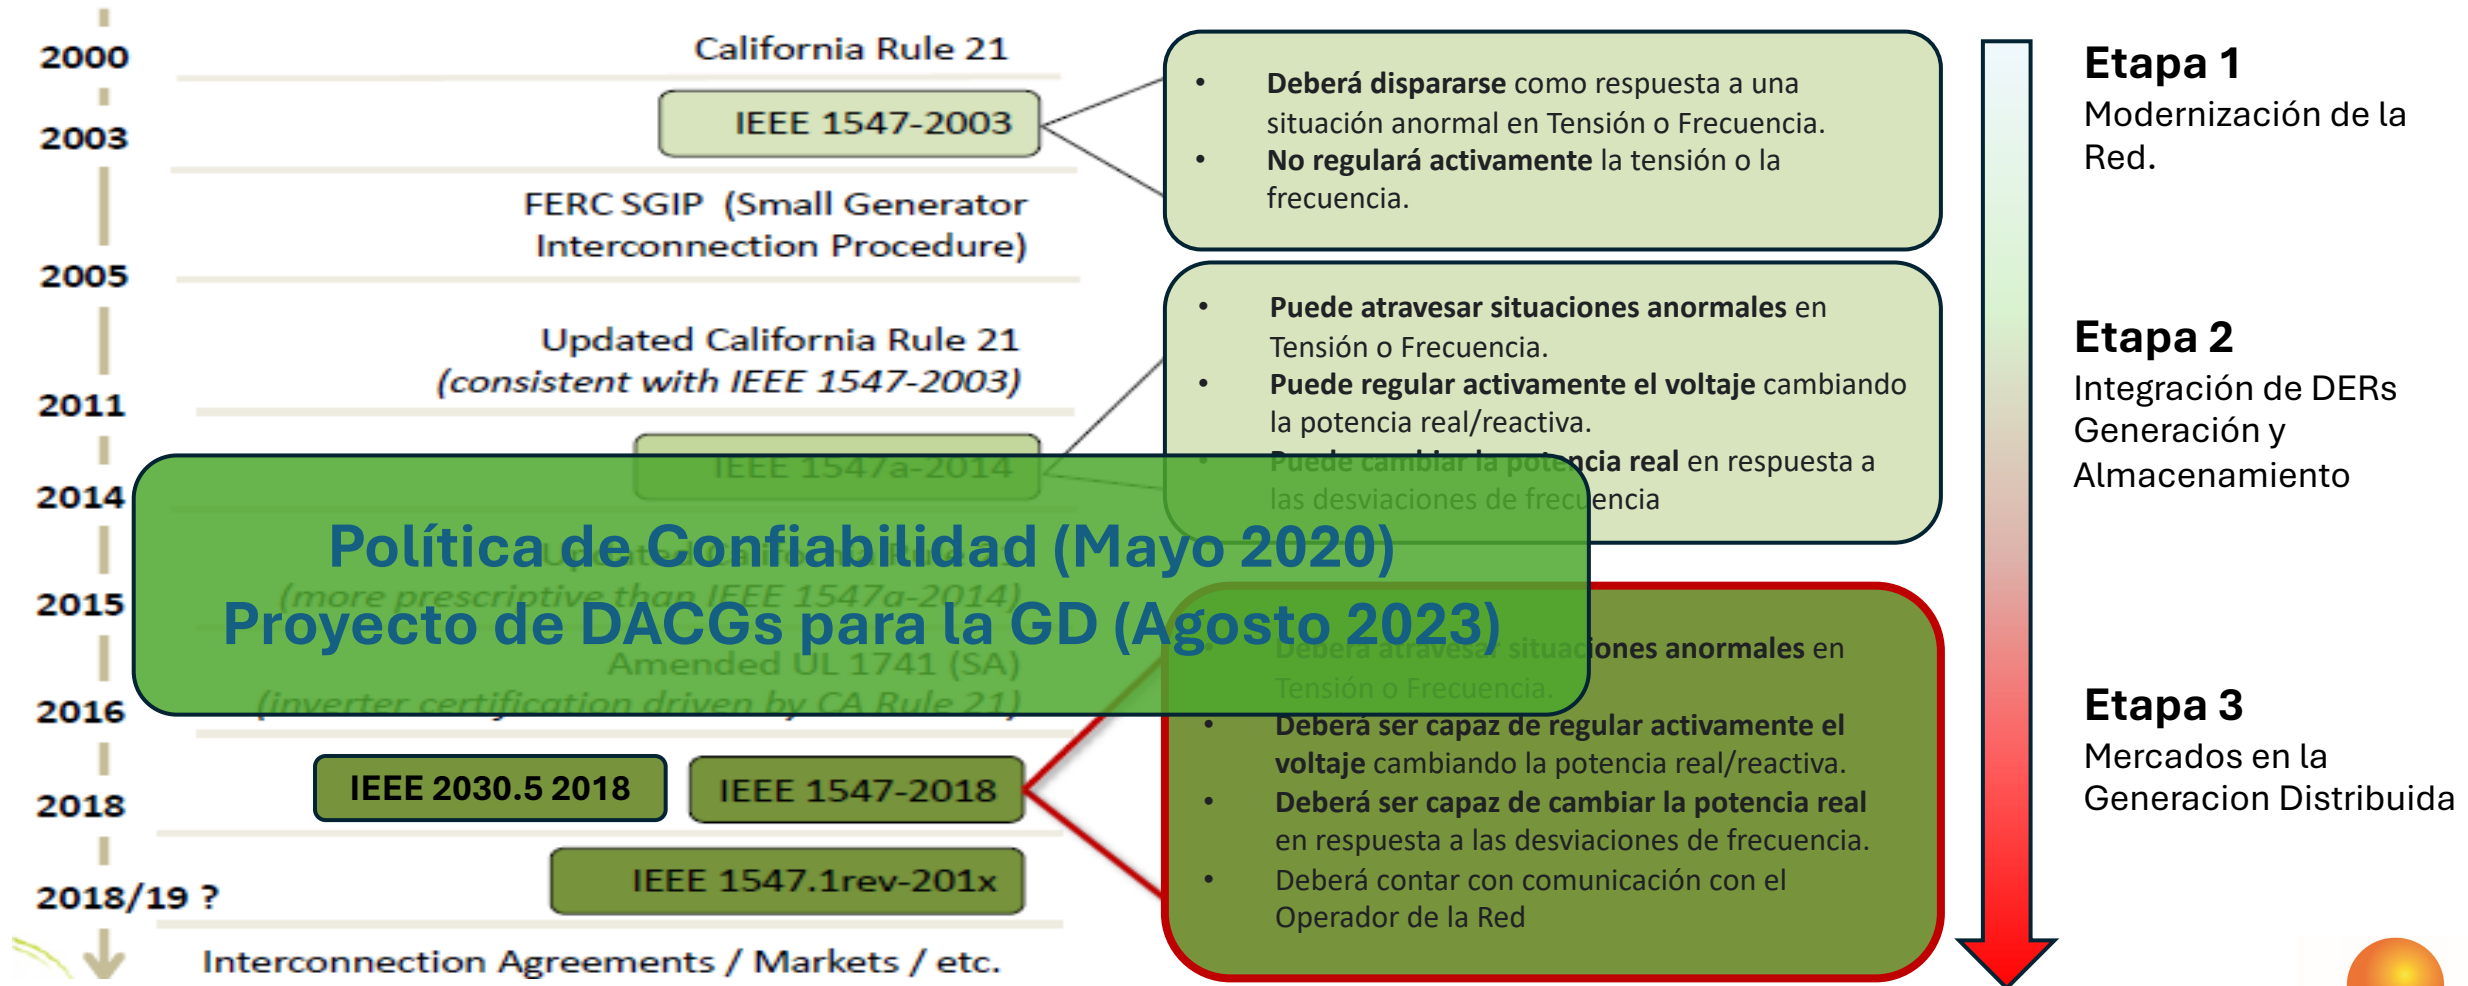 2000
California Rule 21
2003
IEEE 1547-2003
FERC SGIP (Small Generator
Interconnection Procedure)
2005
Updated California Rule 21
(consistent with IEEE 1547-2003)
2011
IEEE 1547a-2014
2014
Updated California Rule 21
(more prescriptive than IEEE 1547a-2014)
2015
Amended UL 1741 (SA)
(inverter certification driven by CA Rule 21)
2016
IEEE 2030.5 2018
IEEE 1547-2018
2018
IEEE 1547.1rev-201x
2018/19 ?
Interconnection Agreements / Markets / etc.
Política de Confiabilidad (Mayo 2020)
Proyecto de DACGs para la GD (Agosto 2023)
• Deberá dispararse como respuesta a una
situación anormal en Tensión o Frecuencia.
• No regulará activamente la tensión o la
frecuencia.
• Puede atravesar situaciones anormales en
Tensión o Frecuencia.
• Puede regular activamente el voltaje cambiando
la potencia real/reactiva.
• Puede cambiar la potencia real en respuesta a
las desviaciones de frecuencia
• Deberá atravesar situaciones anormales en
Tensión o Frecuencia.
• Deberá ser capaz de regular activamente el
voltaje cambiando la potencia real/reactiva.
• Deberá ser capaz de cambiar la potencia real
en respuesta a las desviaciones de frecuencia.
• Deberá contar con comunicación con el
Operador de la Red
Etapa 1
Modernización de la
Red.
Etapa 2
Integración de DERs
Generación y
Almacenamiento
Etapa 3
Mercados en la
Generacion Distribuida